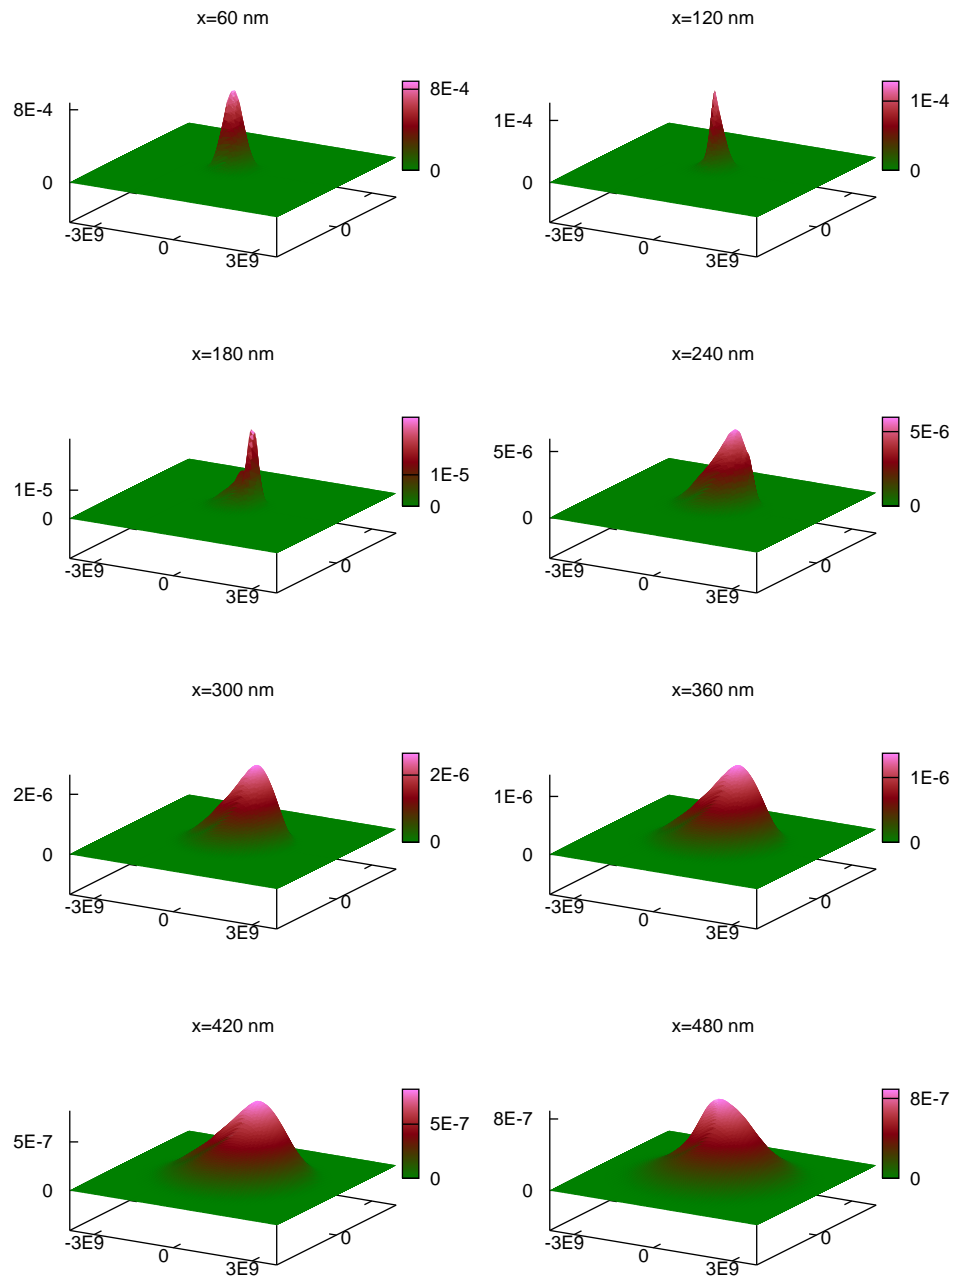 x=60 nm
x=120 nm
8E-4
0
-3E9
0
3E9
0
8E-4
0
1E-4
0
-3E9
0
3E9
0
1E-4
0
x=180 nm
x=240 nm
1E-5
0
-3E9
0
3E9
0
1E-5
0
5E-6
0
-3E9
0
3E9
0
5E-6
0
x=300 nm
x=360 nm
2E-6
0
-3E9
0
3E9
0
2E-6
0
1E-6
0
-3E9
0
3E9
0
1E-6
0
x=420 nm
x=480 nm
5E-7
0
-3E9
0
3E9
0
5E-7
0
8E-7
0
-3E9
0
3E9
0
8E-7
0